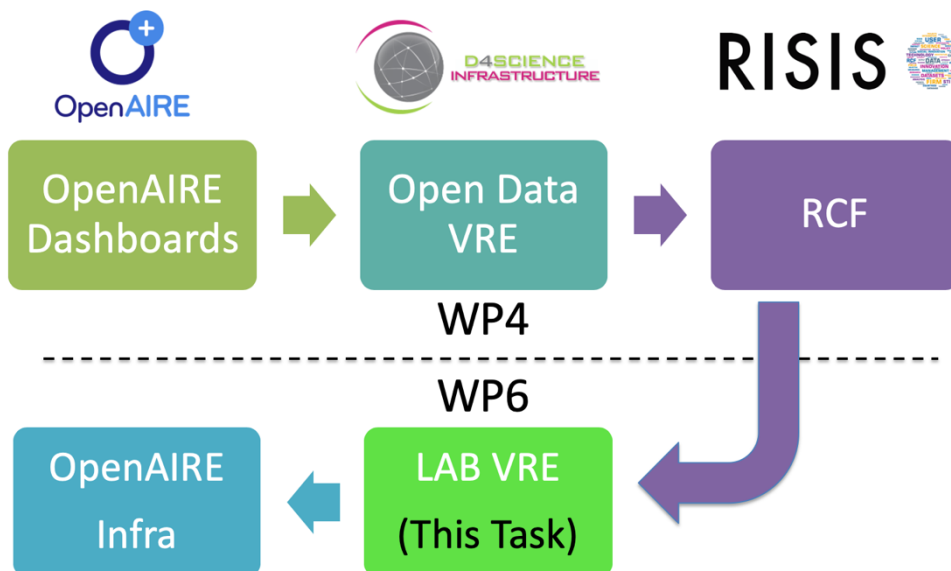 OpenAIRE
D4SCIENCE
INFRASTRUCTURE
RISIS
OpenAIRE
Dashboards
Open Data
VRE
RCF
WP4
WP6
OpenAIRE
Infra
LAB VRE
(This Task)